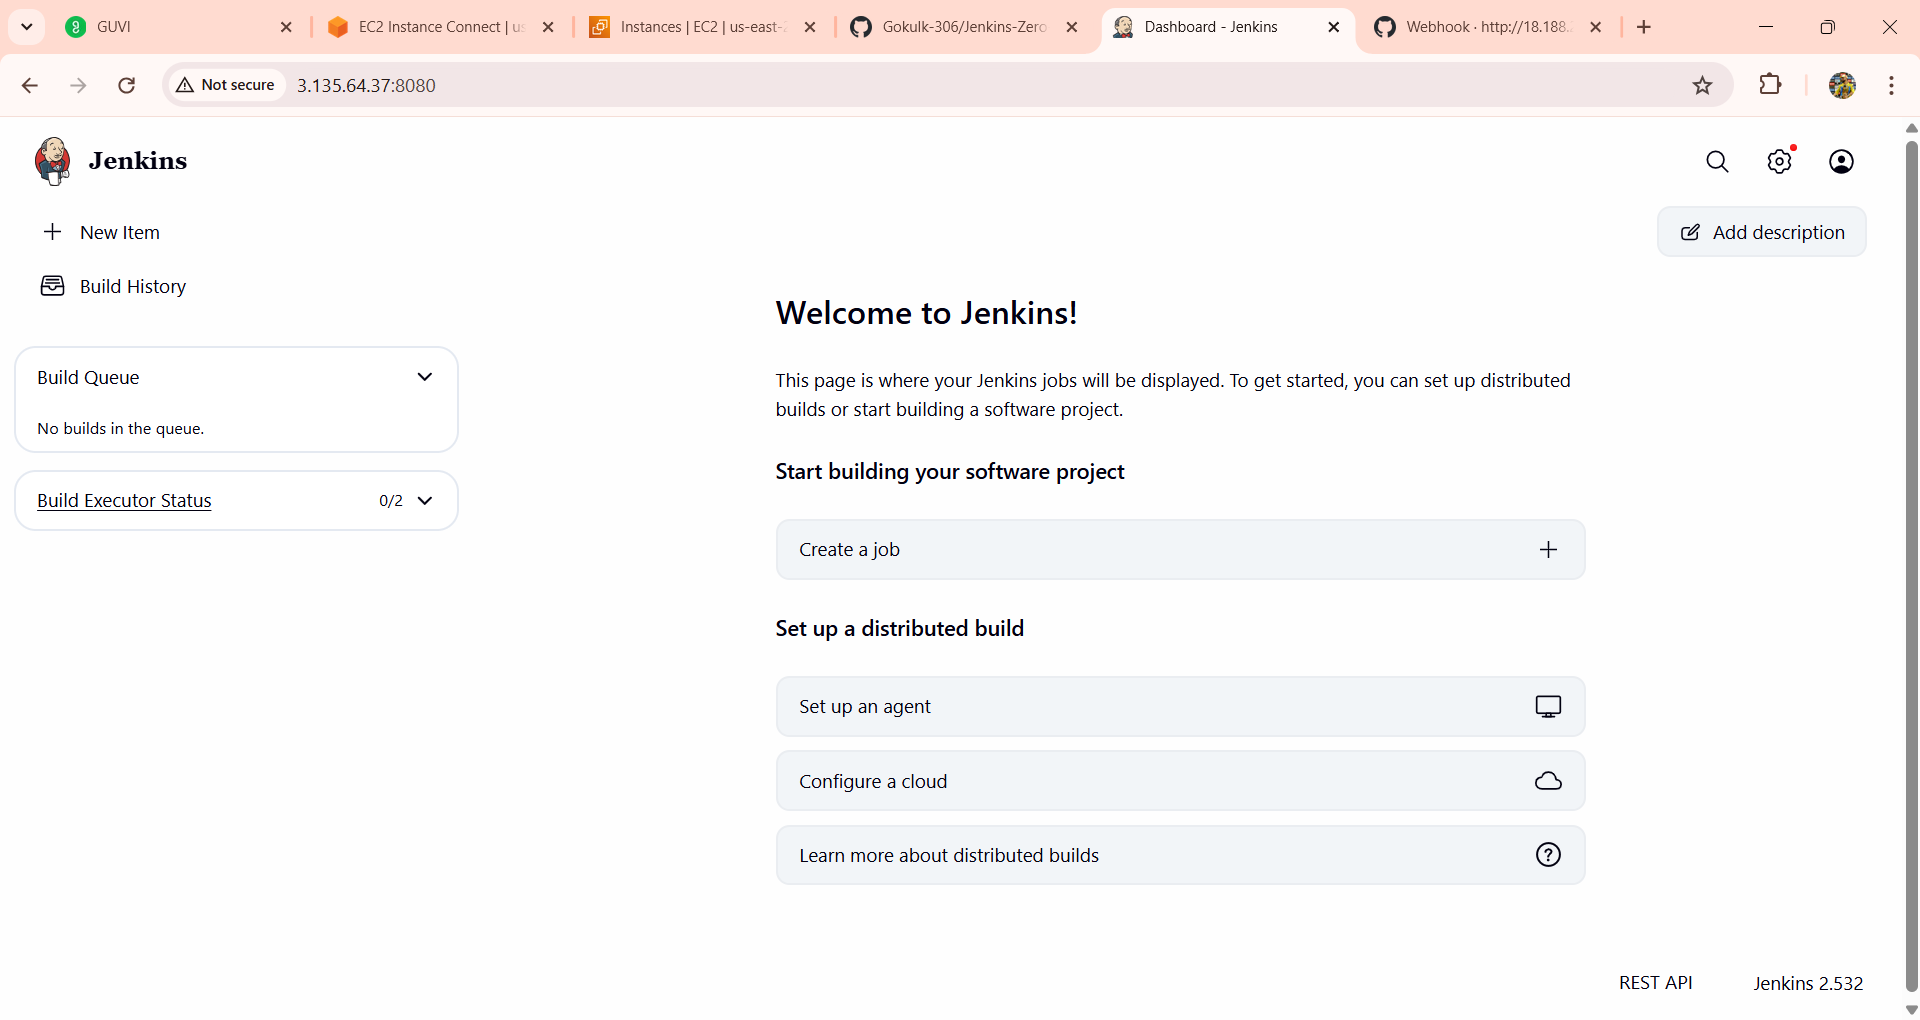 GUVI
EC2 Instance Connect | us
Instances | EC2 | us-east-2
Gokulk-306/Jenkins-Zero
Dashboard - Jenkins
Webhook · http://18.188.
Not secure
3.135.64.37:8080
Jenkins
New Item
Add description
Build History
Welcome to Jenkins!
This page is where your Jenkins jobs will be displayed. To get started, you can set up distributed
builds or start building a software project.
Build Queue
No builds in the queue.
Start building your software project
Build Executor Status
0/2
Create a job
Set up a distributed build
Set up an agent
Configure a cloud
Learn more about distributed builds
REST API
Jenkins 2.532